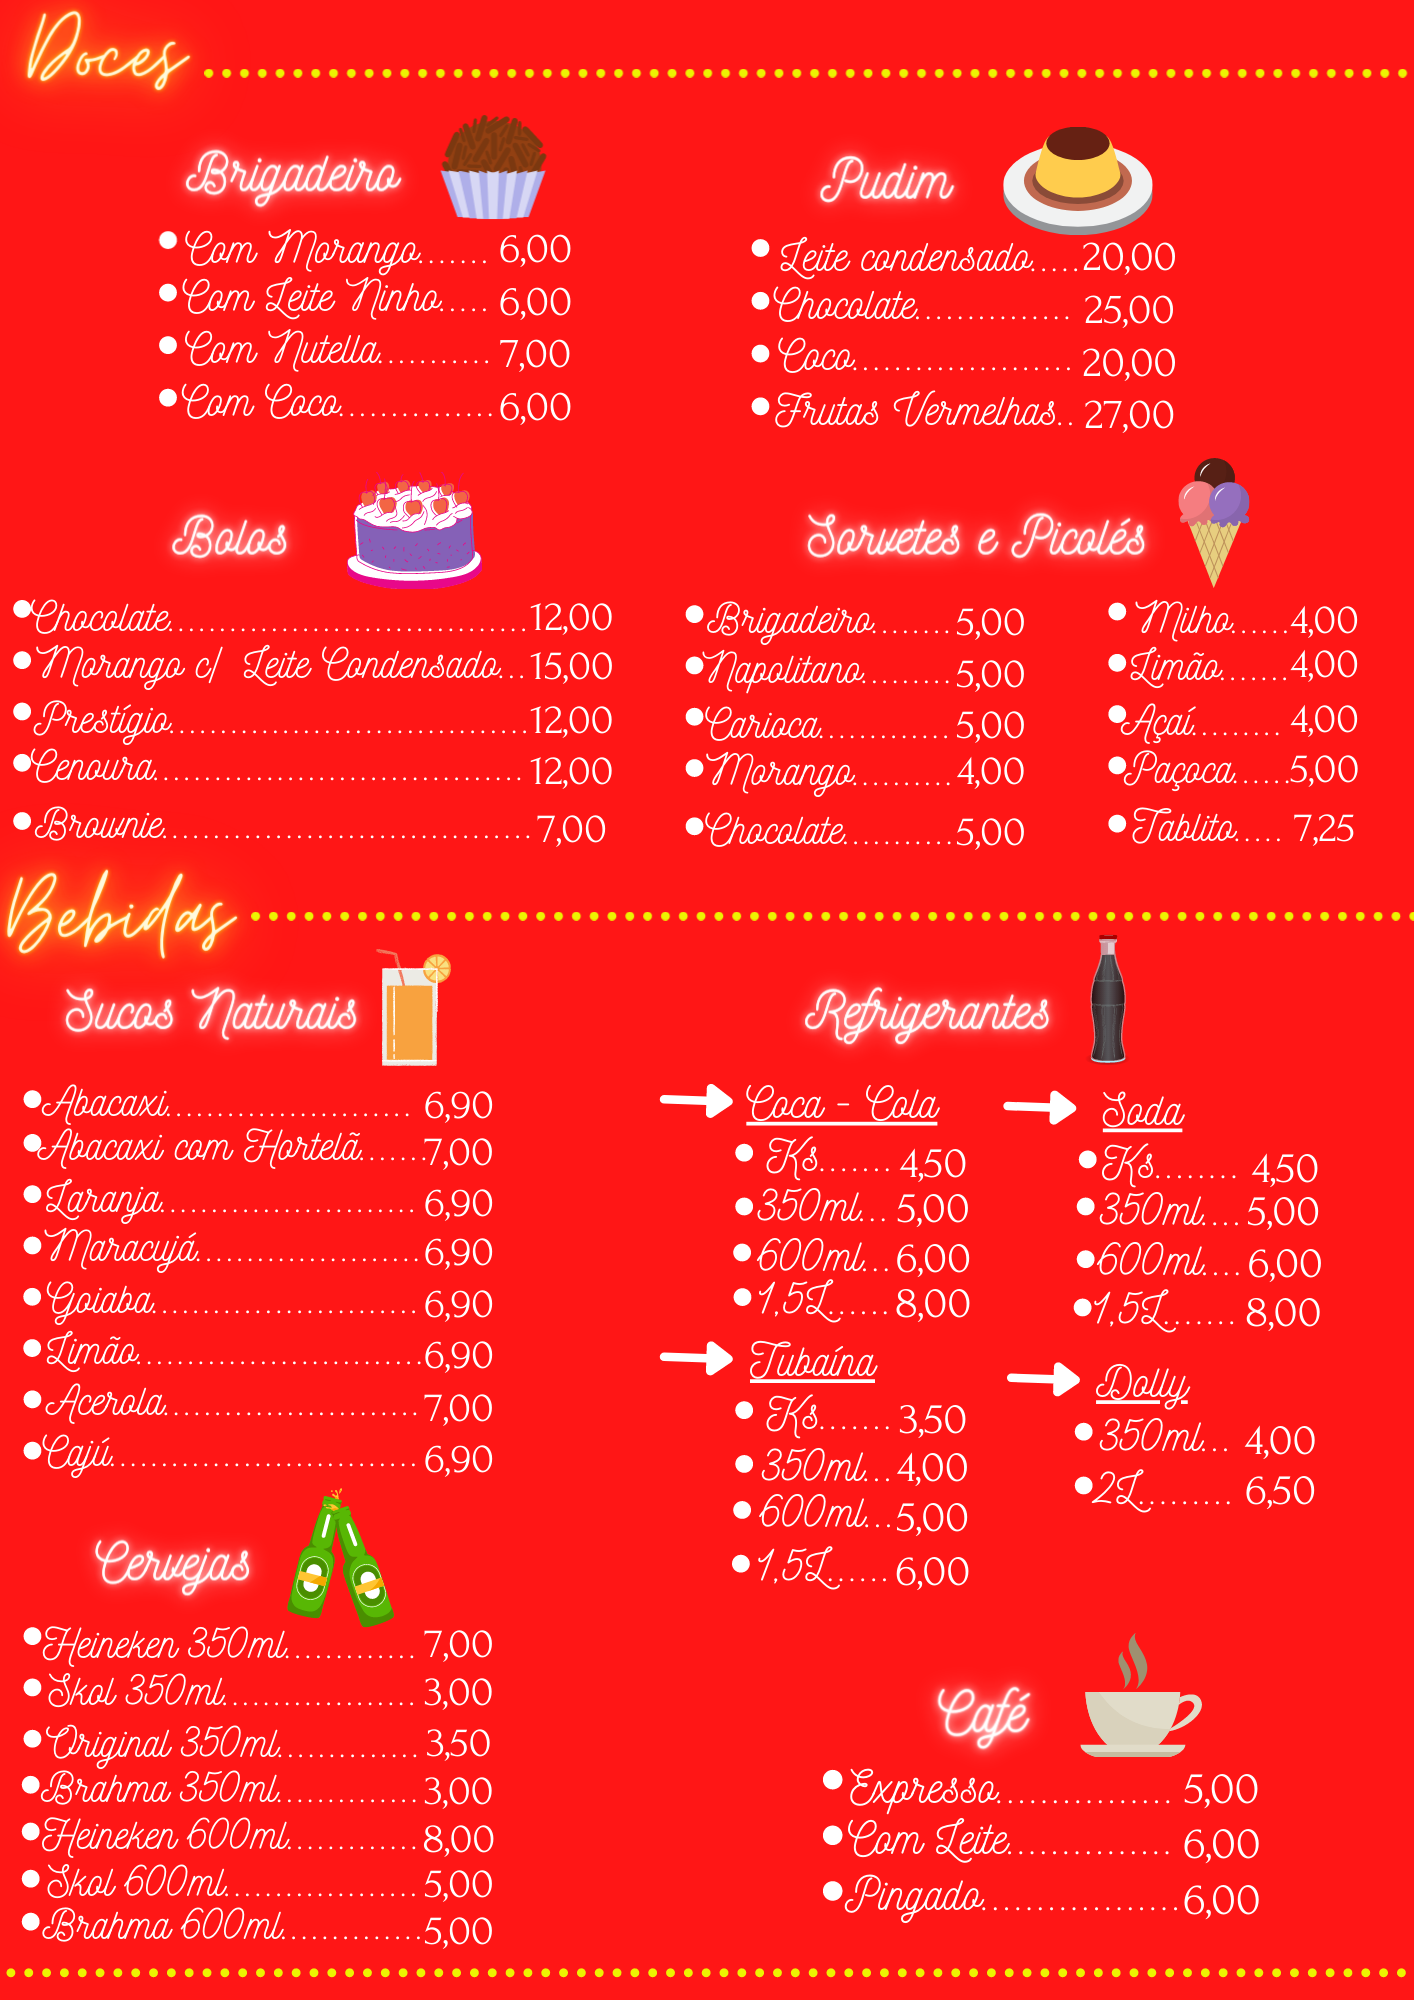 Doces
Brigadeiro
Com Morango....... 6,00
Com Leite Ninho..... 6,00
Com Nutella.......... 7,00
Com Coco.............. 6,00
Pudim
Leite condensado..... 20,00
Chocolate.............. 25,00
Coco.................... 20,00
Frutas Vermelhas.. 27,00
Bolos
Chocolate.............................. 12,00
Morango c/ Leite Condensado... 15,00
Prestígio.............................. 12,00
Cenoura............................... 12,00
Brownie............................... 7,00
Sorvetes e Picolés
Brigadeiro....... 5,00
Napolitano........ 5,00
Carioca........... 5,00
Morango......... 4,00
Chocolate.......... 5,00
Milho...... 4,00
Limão...... 4,00
Açaí........ 4,00
Paçoca..... 5,00
Tablito..... 7,25
Bebidas
Sucos Naturais
Abacaxi..................... 6,90
Abacaxi com Hortelã...... 7,00
Laranja..................... 6,90
Maracujá................... 6,90
Goiaba...................... 6,90
Limão........................ 6,90
Acerola..................... 7,00
Cajú.......................... 6,90
Cervejas
Heineken 350ml............. 7,00
Skol 350ml................... 3,00
Original 350ml............. 3,50
Brahma 350ml............. 3,00
Heineken 600ml............ 8,00
Skol 600ml................... 5,00
Brahma 600ml............. 5,00
Refrigerantes
Coca - Cola
Ks....... 4,50
350ml... 5,00
600ml... 6,00
1,5L...... 8,00
Soda
Ks........ 4,50
350ml.... 5,00
600ml.... 6,00
1,5L....... 8,00
Tubaína
Ks....... 3,50
350ml... 4,00
600ml... 5,00
1,5L...... 6,00
Dolly
350ml... 4,00
2L......... 6,50
Café
Expresso................ 5,00
Com Leite............... 6,00
Pingado.................. 6,00